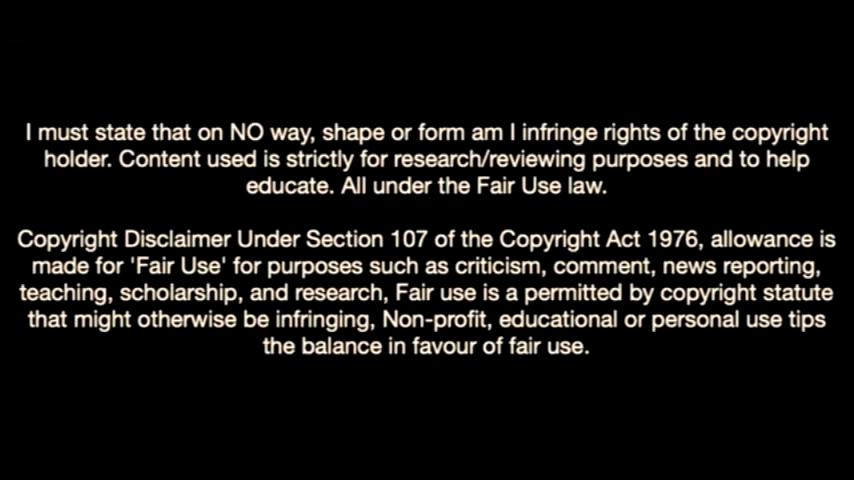 I must state that on NO way, shape or form am I infringe rights of the copyright
holder. Content used is strictly for research/reviewing purposes and to help
educate. All under the Fair Use law.
Copyright Disclaimer Under Section 107 of the Copyright Act 1976, allowance is
made for 'Fair Use' for purposes such as criticism, comment, news reporting,
teaching, scholarship, and research, Fair use is a permitted by copyright statute
that might otherwise be infringing, Non-profit, educational or personal use tips
the balance in favour of fair use.